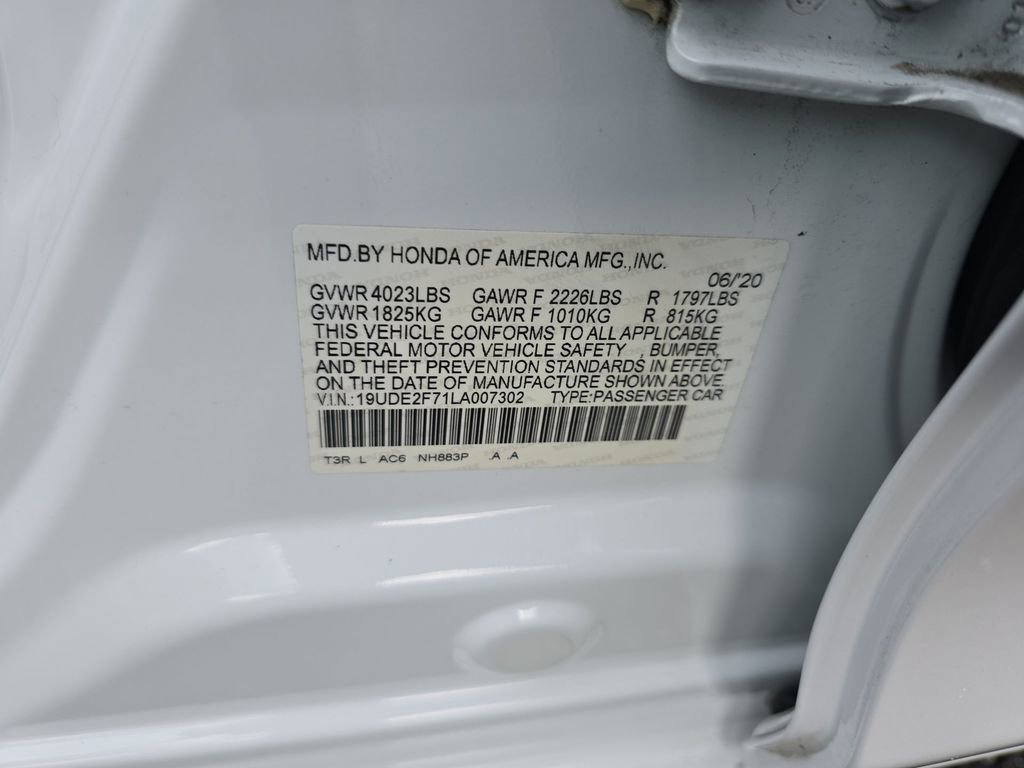 MFD.BY HONDA OF AMERICA MFG.,INC.
06/'20
GVWR 4023LBS GAWR F 2226LBS R 1797LBS
GVWR 1825KG GAWR F 1010KG R 815KG
THIS VEHICLE CONFORMS TO ALL APPLICABLE
FEDERAL MOTOR VEHICLE SAFETY , BUMPER,
AND THEFT PREVENTION STANDARDS IN EFFECT
ON THE DATE OF MANUFACTURE SHOWN ABOVE.
V.I.N.:19UDE2F71LA007302 TYPE:PASSENGER CAR
T3R L AC6 NH883P .A .A